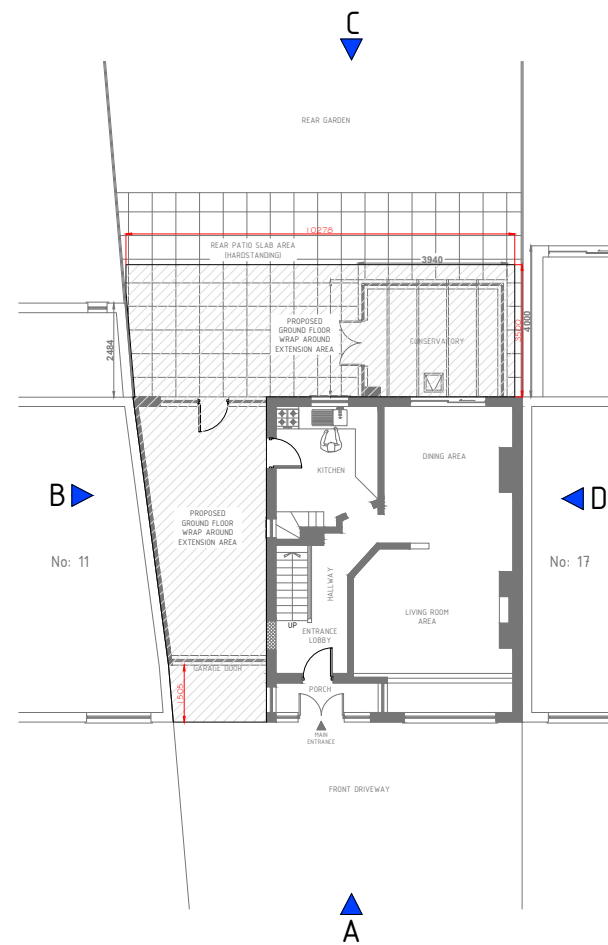 C
REAR GARDEN
10278
REAR PATIO SLAB AREA
(HARDSTANDING)
3940
PROPOSED
GROUND FLOOR
WRAP AROUND
EXTENSION AREA
CONSERVATORY
3500
4000
2484
KITCHEN
DINING AREA
B
D
PROPOSED
GROUND FLOOR
WRAP AROUND
EXTENSION AREA
No: 11
No: 17
HALLWAY
LIVING ROOM
AREA
UP
ENTRANCE
LOBBY
GARAGE DOOR
1505
PORCH
MAIN
ENTRANCE
FRONT DRIVEWAY
A